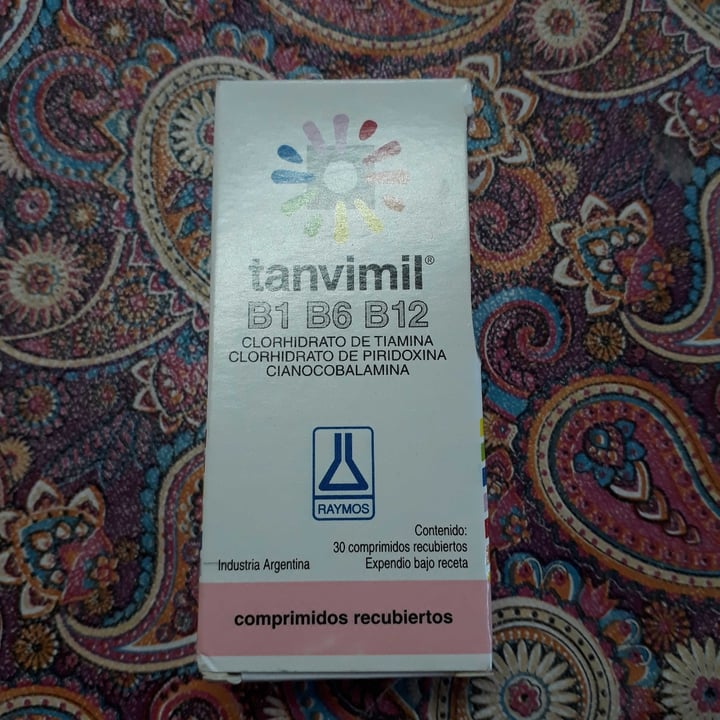 tanvimil®
B1 B6 B12
CLORHIDRATO DE TIAMINA
CLORHIDRATO DE PIRIDOXINA
CIANOCOBALAMINA
RAYMOS
Contenido:
30 comprimidos recubiertos
Industria Argentina Expendio bajo receta
comprimidos recubiertos